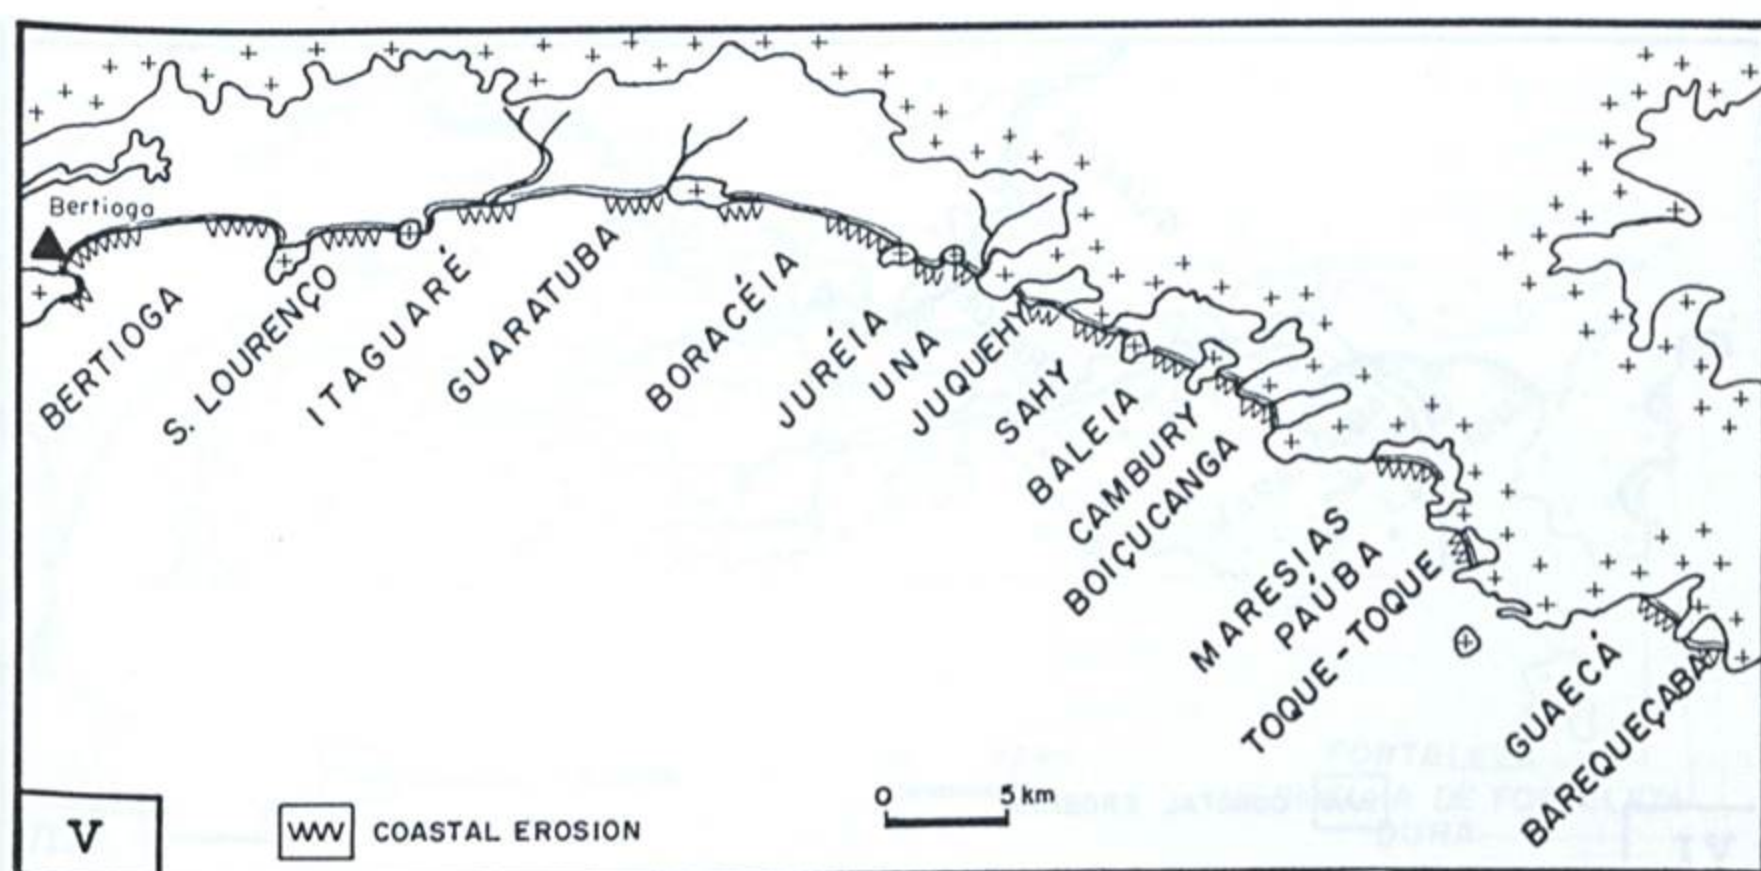 Bertioga
BERTIOGA
S. LOURENÇO
ITAGUARÉ
GUARATUBA
BORACÉIA
JURÉIA
UNA
JUQUEHY
SAHY
BALEIA
CAMBURY
BOIÇUCANGA
MARESIAS
PAÚBA
TOQUE-TOQUE
GUAECÁ
BAREQUEÇABA
V
COASTAL EROSION
0 5 km